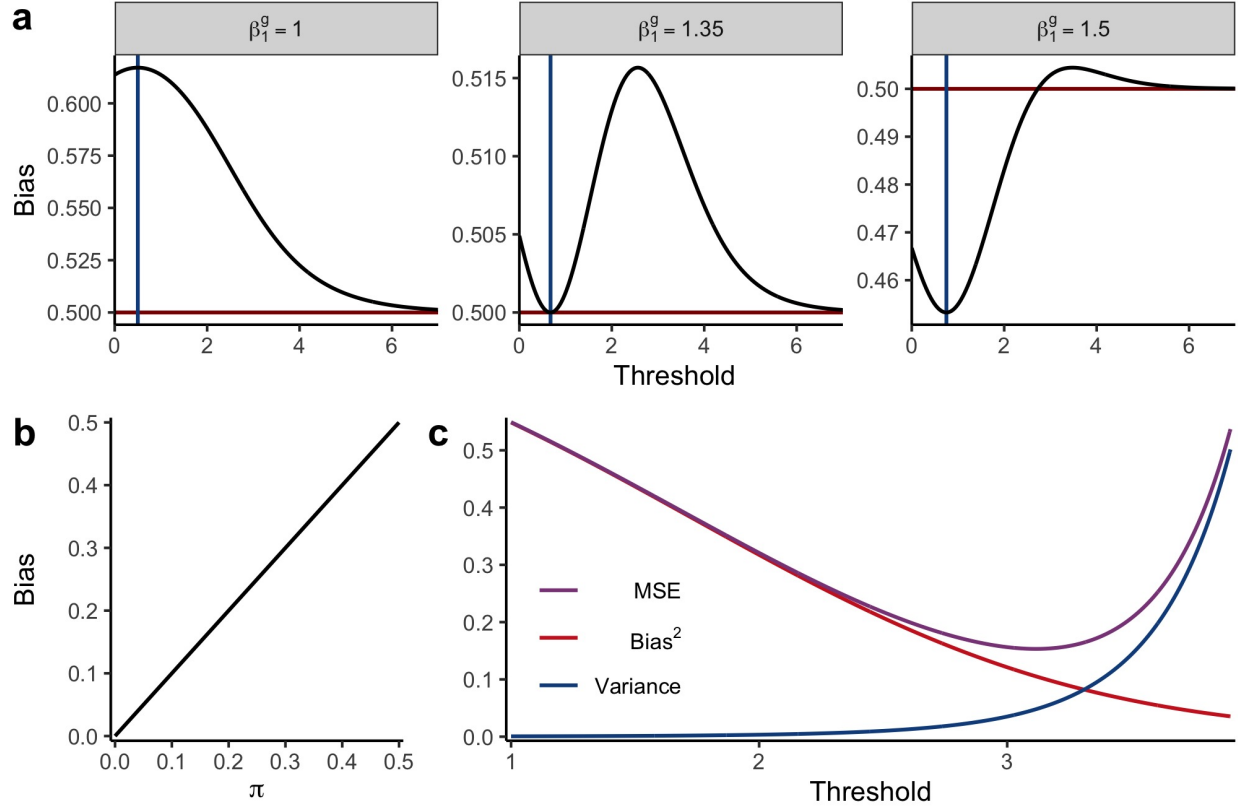 a
β₁ᵍ = 1
β₁ᵍ = 1.35
β₁ᵍ = 1.5
Bias
0.600
0.575
0.550
0.525
0.500
0 2 4 6
0.515
0.510
0.505
0.500
0 2 4 6
0.50
0.49
0.48
0.47
0.46
0 2 4 6
Threshold
b
Bias
0.5
0.4
0.3
0.2
0.1
0.0
0.0 0.1 0.2 0.3 0.4 0.5
π
c
0.5
0.4
0.3
0.2
0.1
0.0
MSE
Bias²
Variance
1 2 3
Threshold